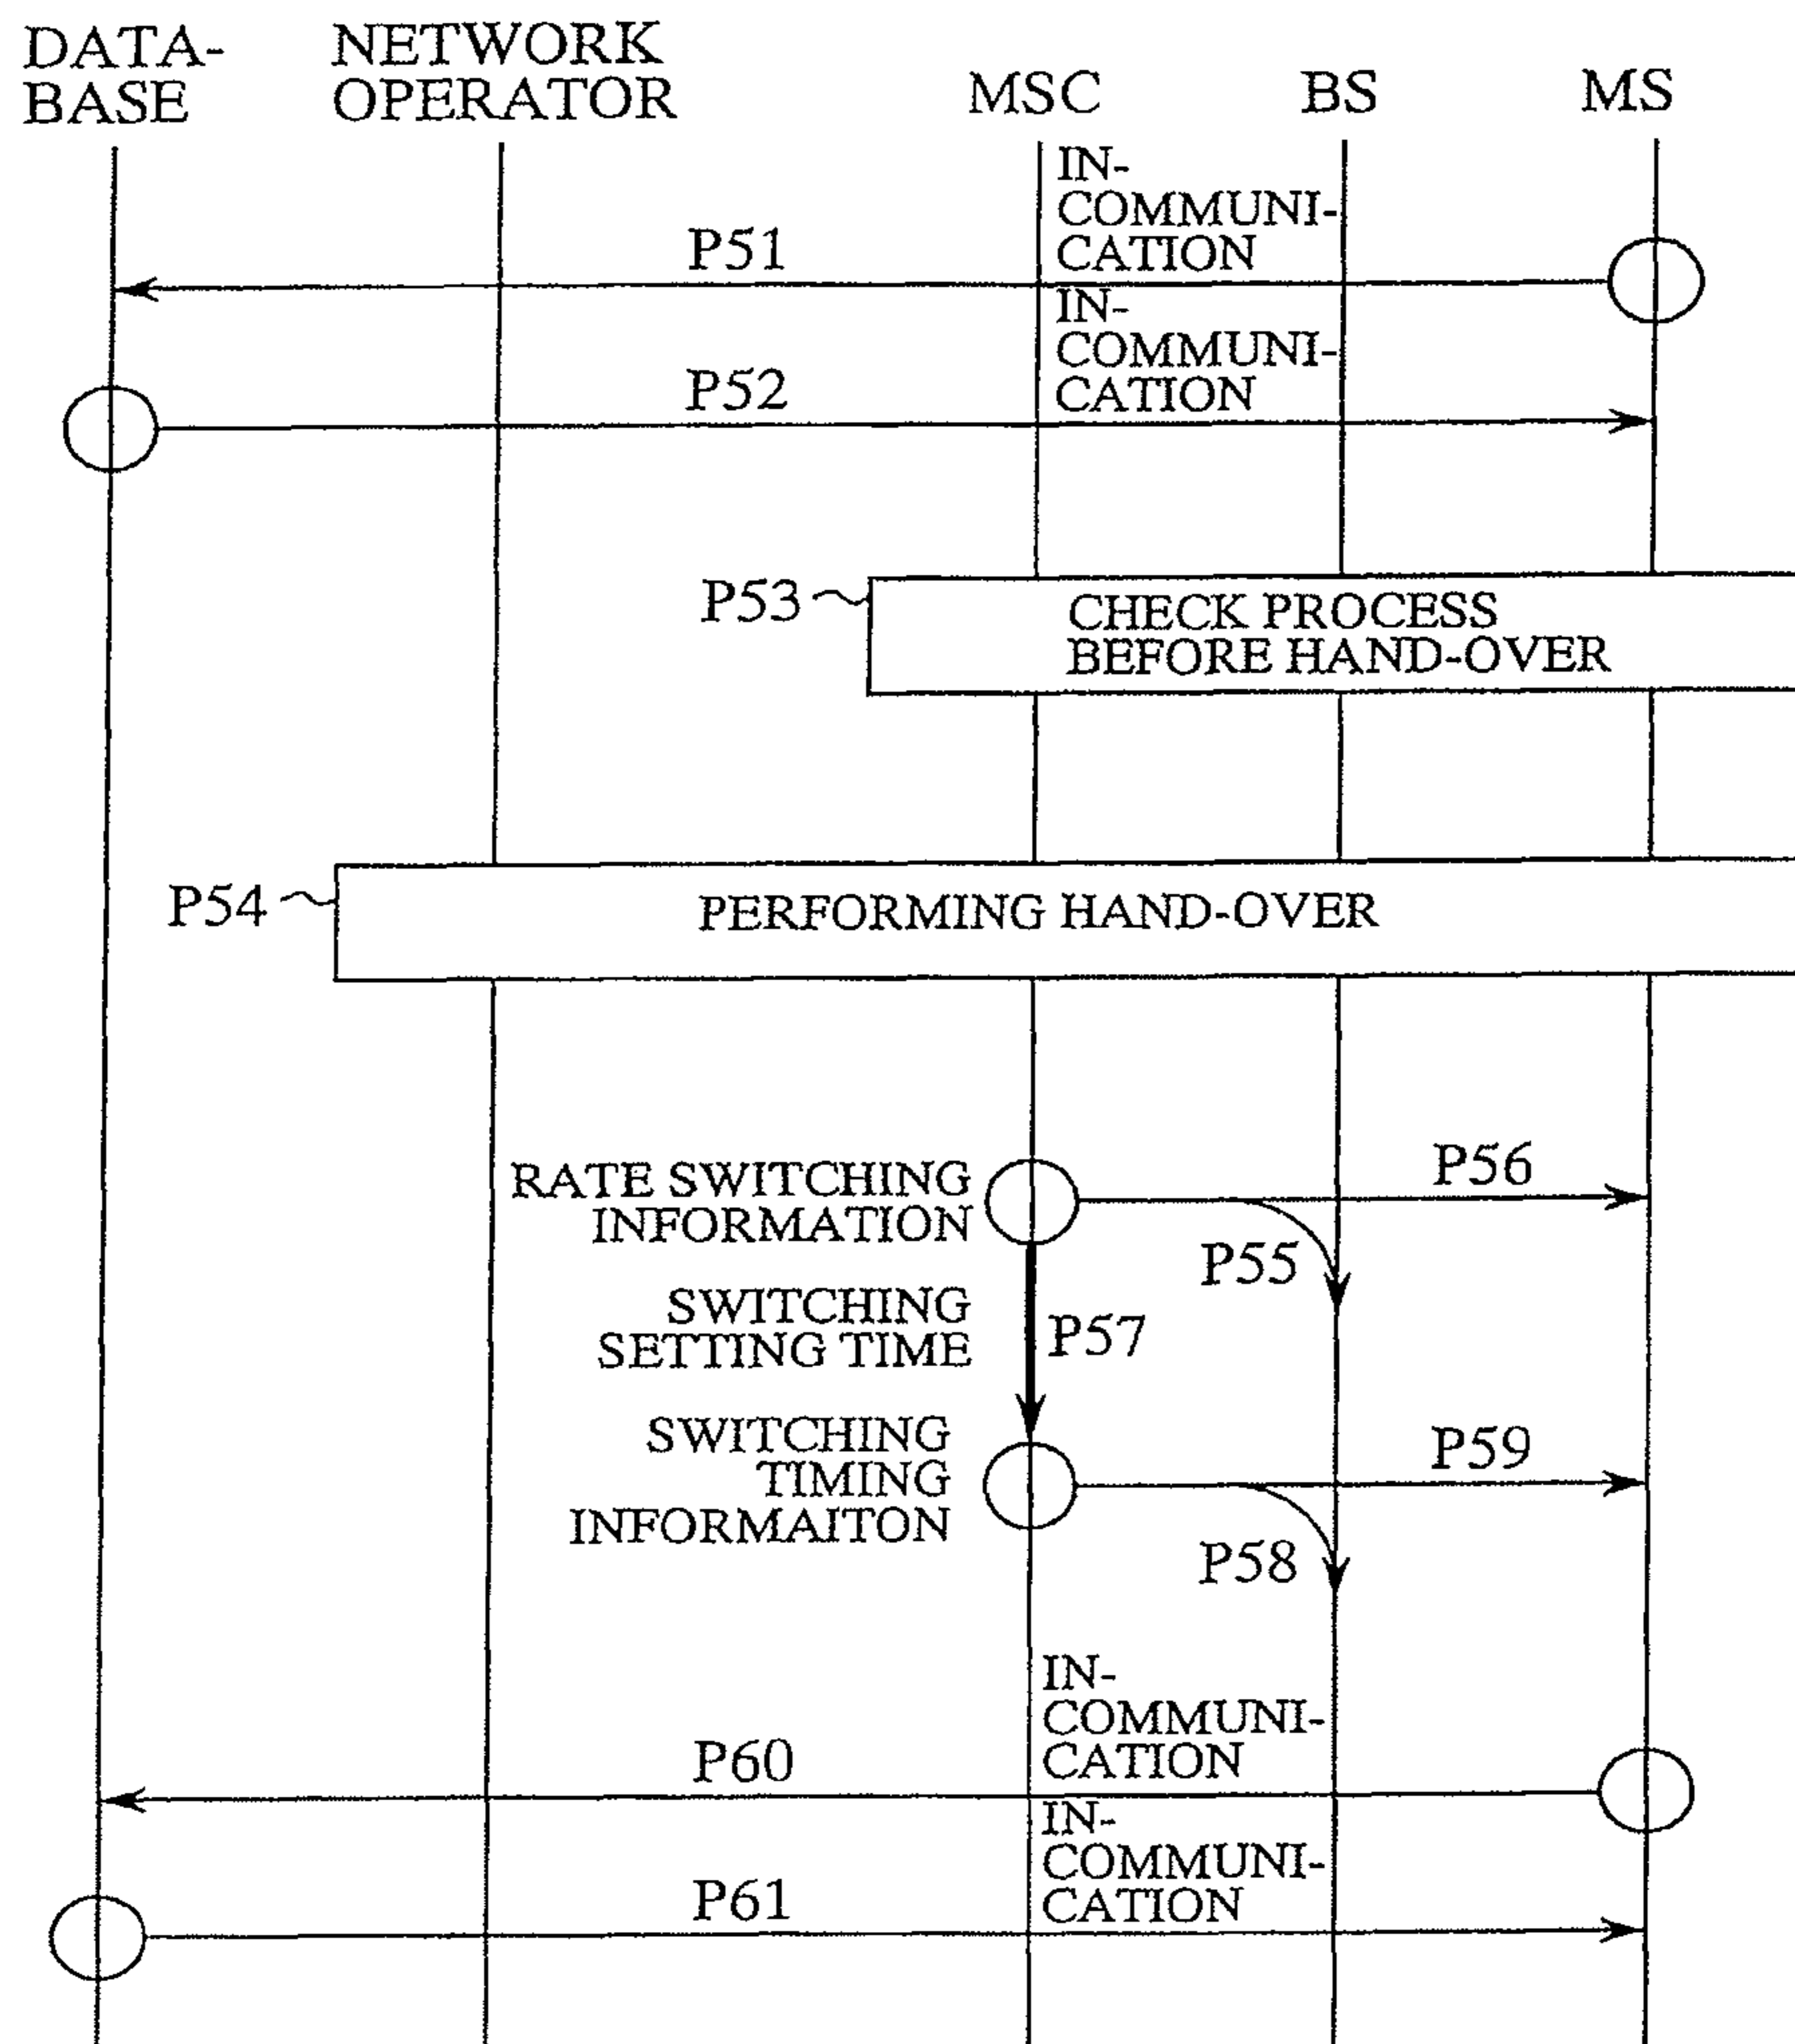 DATA-
BASE
NETWORK
OPERATOR
MSC
BS
MS
IN-
COMMUNI-
CATION
P51
IN-
COMMUNI-
CATION
P52
P53
CHECK PROCESS
BEFORE HAND-OVER
P54
PERFORMING HAND-OVER
RATE SWITCHING
INFORMATION
P56
P55
SWITCHING
SETTING TIME
P57
SWITCHING
TIMING
INFORMAITON
P59
P58
IN-
COMMUNI-
CATION
P60
IN-
COMMUNI-
CATION
P61